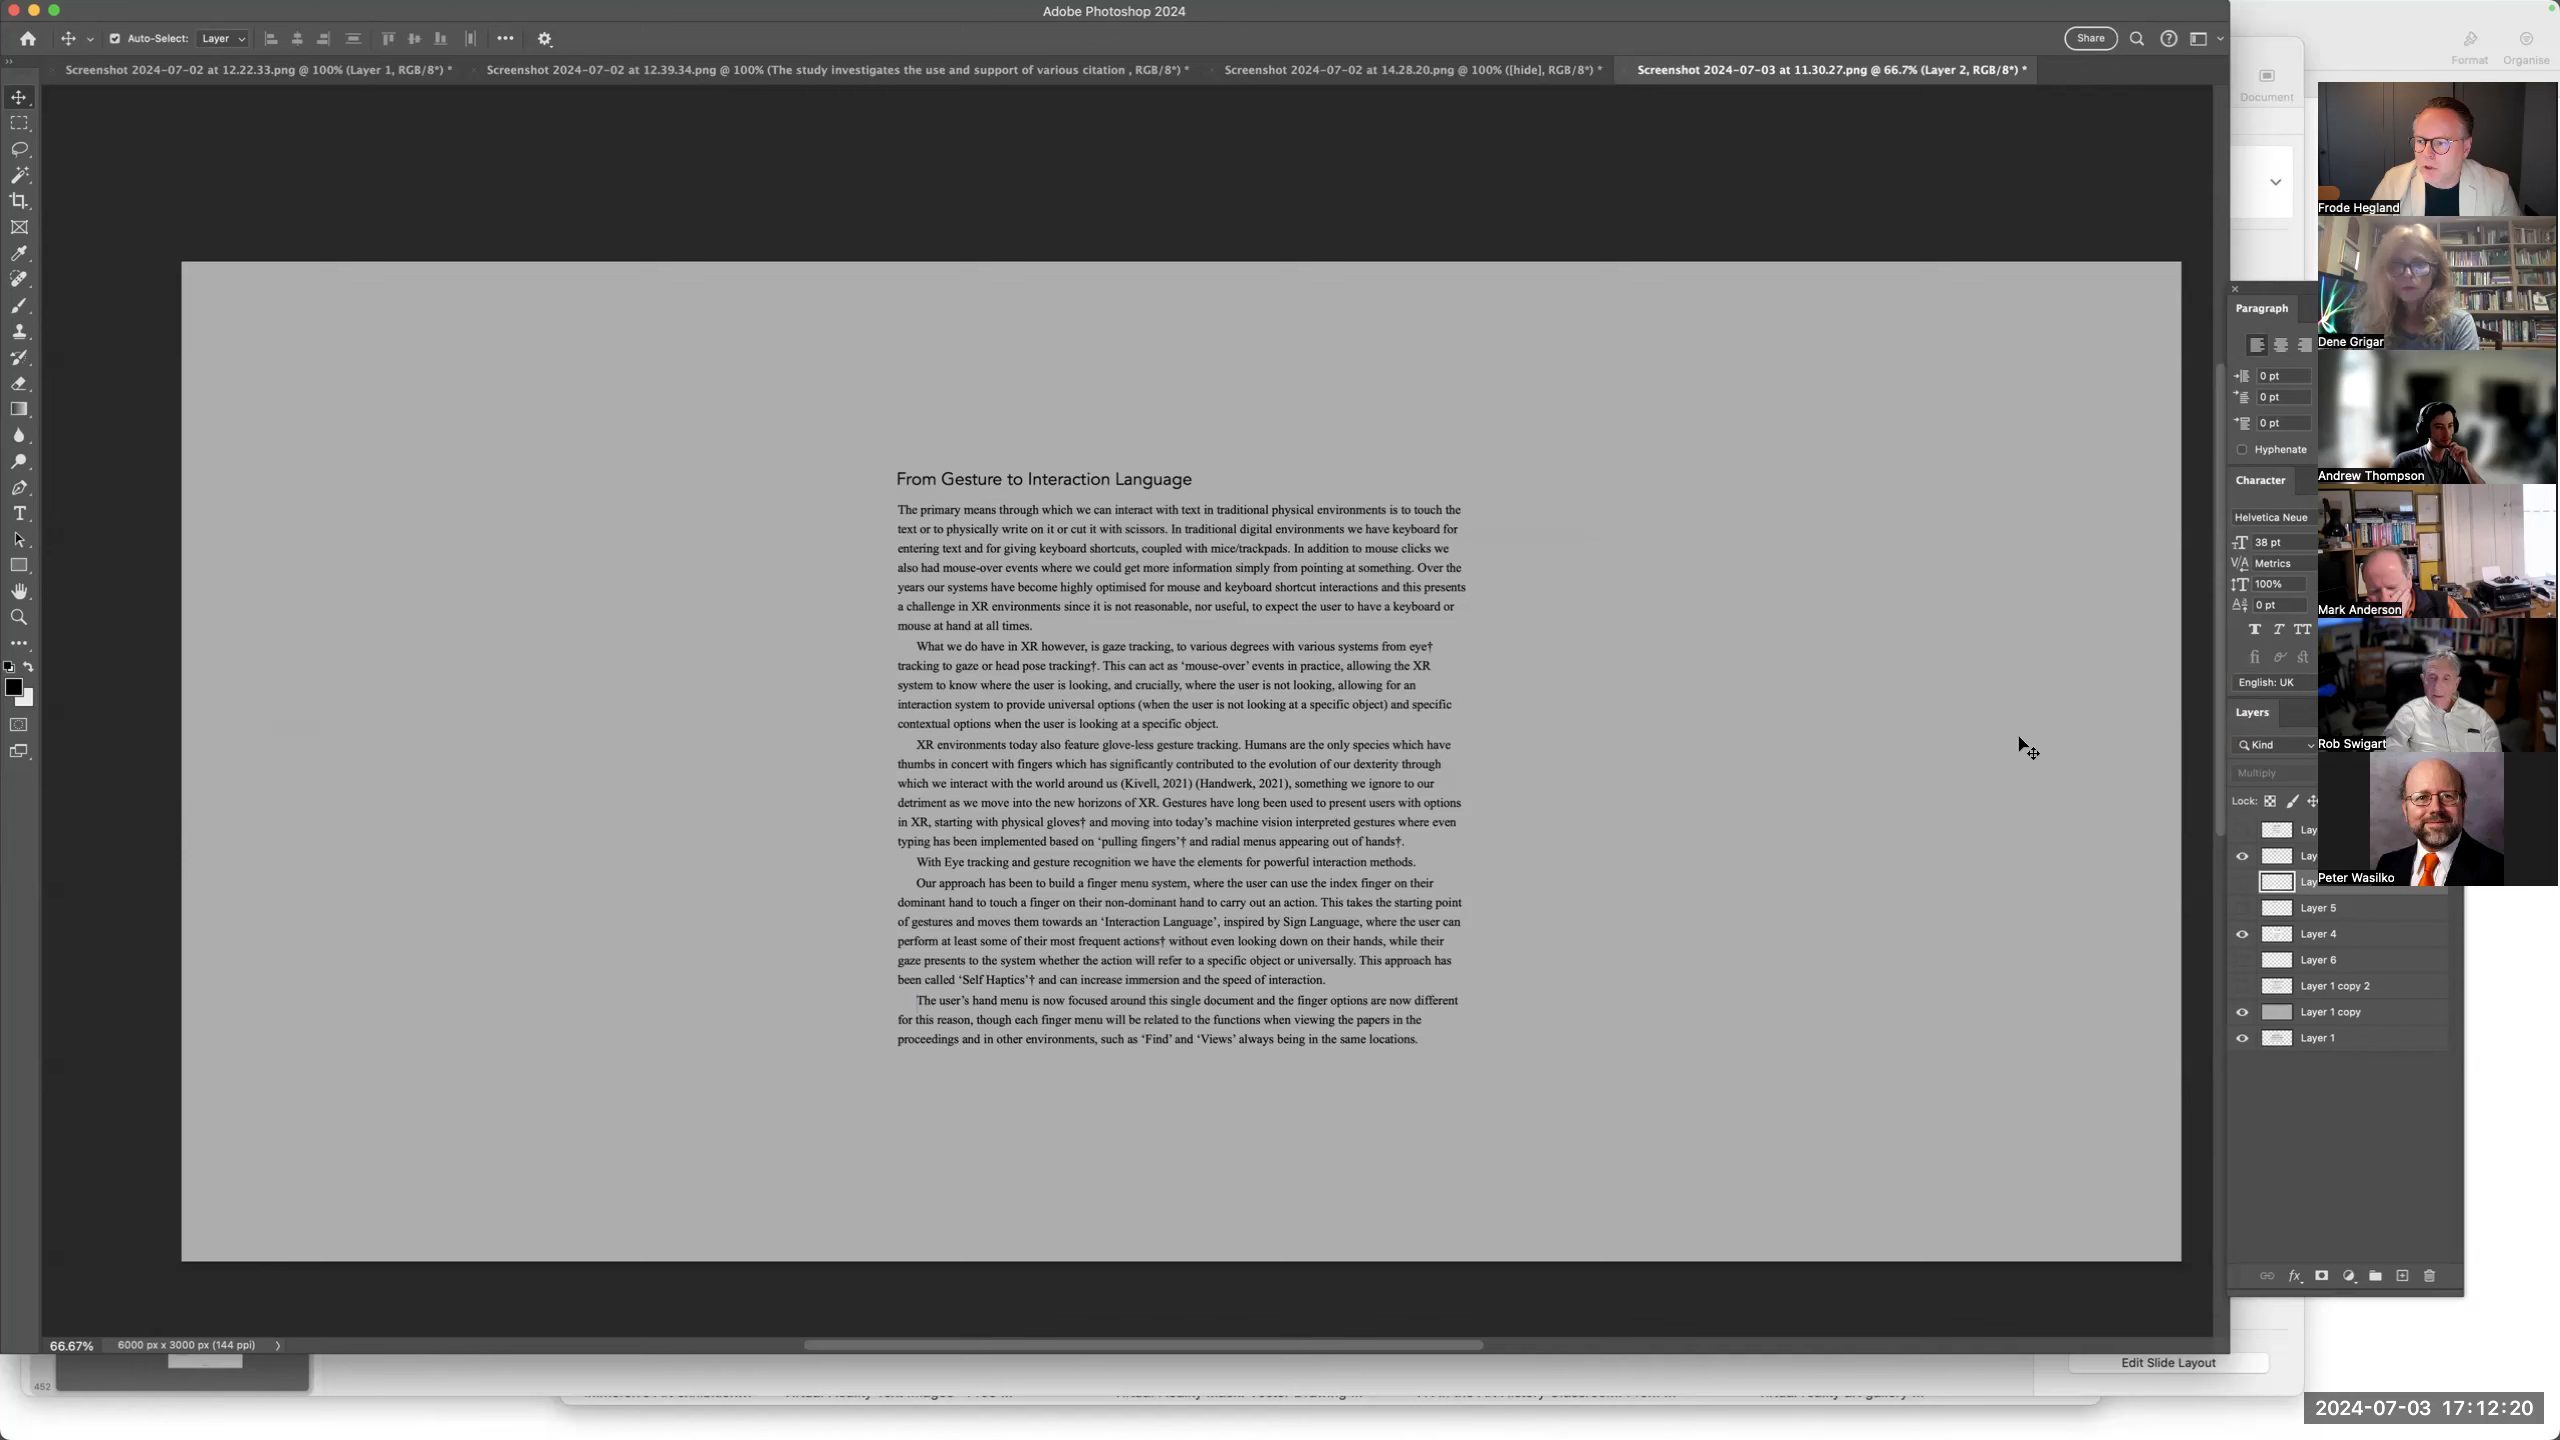 Adobe Photoshop 2024
Auto-Select: Layer
Share
Format
Organise
Screenshot 2024-07-02 at 12.22.33.png @ 100% (Layer 1, RGB/8*) *
Screenshot 2024-07-02 at 12.39.34.png @ 100% (The study investigates the use and support of various citation , RGB/8*) *
Screenshot 2024-07-02 at 14.28.20.png @ 100% ([hide], RGB/8*) *
Screenshot 2024-07-03 at 11.30.27.png @ 66.7% (Layer 2, RGB/8*) *
Document
From Gesture to Interaction Language
The primary means through which we can interact with text in traditional physical environments is to touch the
text or to physically write on it or cut it with scissors. In traditional digital environments we have keyboard for
entering text and for giving keyboard shortcuts, coupled with mice/trackpads. In addition to mouse clicks we
also had mouse-over events where we could get more information simply from pointing at something. Over the
years our systems have become highly optimised for mouse and keyboard shortcut interactions and this presents
a challenge in XR environments since it is not reasonable, nor useful, to expect the user to have a keyboard or
mouse at hand at all times.
What we do have in XR however, is gaze tracking, to various degrees with various systems from eye†
tracking to gaze or head pose tracking†. This can act as ‘mouse-over’ events in practice, allowing the XR
system to know where the user is looking, and crucially, where the user is not looking, allowing for an
interaction system to provide universal options (when the user is not looking at a specific object) and specific
contextual options when the user is looking at a specific object.
XR environments today also feature glove-less gesture tracking. Humans are the only species which have
thumbs in concert with fingers which has significantly contributed to the evolution of our dexterity through
which we interact with the world around us (Kivell, 2021) (Handwerk, 2021), something we ignore to our
detriment as we move into the new horizons of XR. Gestures have long been used to present users with options
in XR, starting with physical gloves† and moving into today’s machine vision interpreted gestures where even
typing has been implemented based on ‘pulling fingers’† and radial menus appearing out of hands†.
With Eye tracking and gesture recognition we have the elements for powerful interaction methods.
Our approach has been to build a finger menu system, where the user can use the index finger on their
dominant hand to touch a finger on their non-dominant hand to carry out an action. This takes the starting point
of gestures and moves them towards an ‘Interaction Language’, inspired by Sign Language, where the user can
perform at least some of their most frequent actions† without even looking down on their hands, while their
gaze presents to the system whether the action will refer to a specific object or universally. This approach has
been called ‘Self Haptics’† and can increase immersion and the speed of interaction.
The user’s hand menu is now focused around this single document and the finger options are now different
for this reason, though each finger menu will be related to the functions when viewing the papers in the
proceedings and in other environments, such as ‘Find’ and ‘Views’ always being in the same locations.
Paragraph
0 pt
0 pt
0 pt
Hyphenate
Character
Helvetica Neue
38 pt
Metrics
100%
0 pt
T T TT
English: UK
Layers
Kind
Multiply
Lock:
Lay
Lay
Lay
Layer 5
Layer 4
Layer 6
Layer 1 copy 2
Layer 1 copy
Layer 1
Frode Hegland
Dene Grigar
Andrew Thompson
Mark Anderson
Rob Swigart
Peter Wasilko
66.67%
6000 px x 3000 px (144 ppi)
452
Edit Slide Layout
2024-07-03 17:12:20